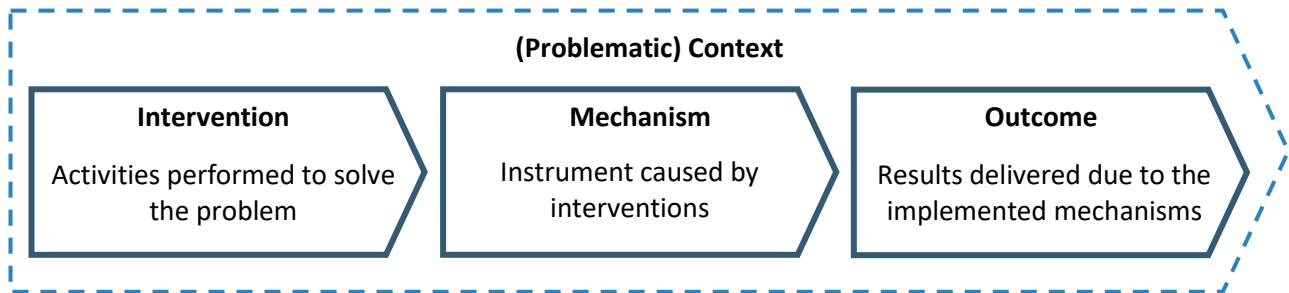 (Problematic) Context
Intervention
Activities performed to solve
the problem
Mechanism
Instrument caused by
interventions
Outcome
Results delivered due to the
implemented mechanisms